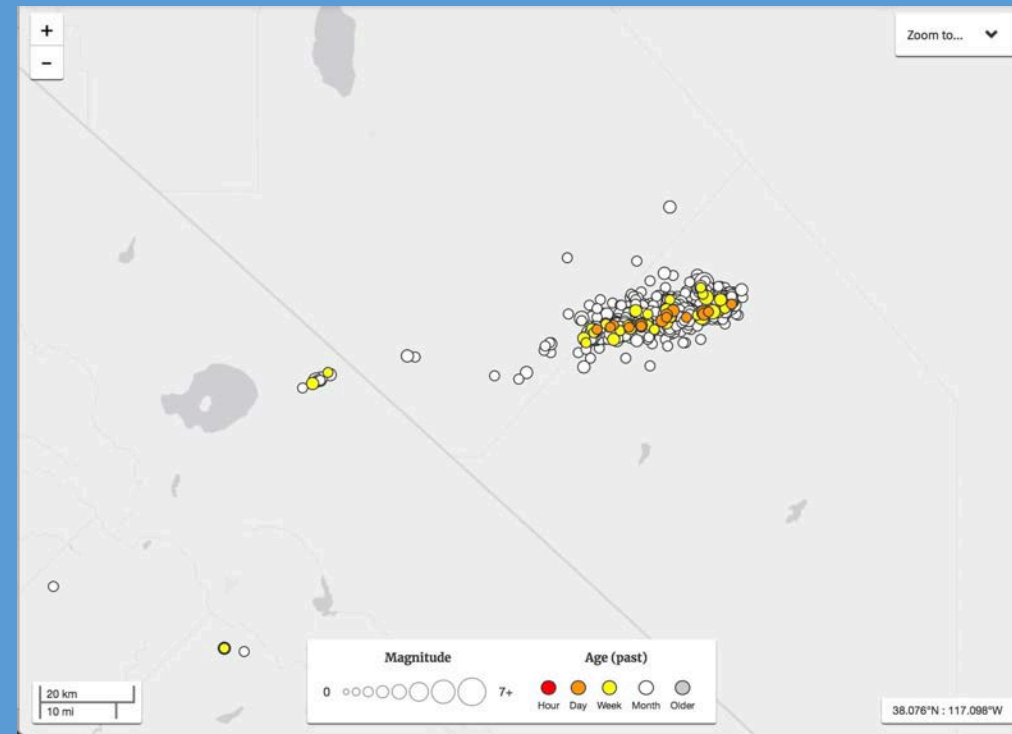 +
Zoom to...
−
Magnitude
Age (past)
0 7+
Hour Day Week Month Older
20 km
10 mi
38.076°N : 117.098°W